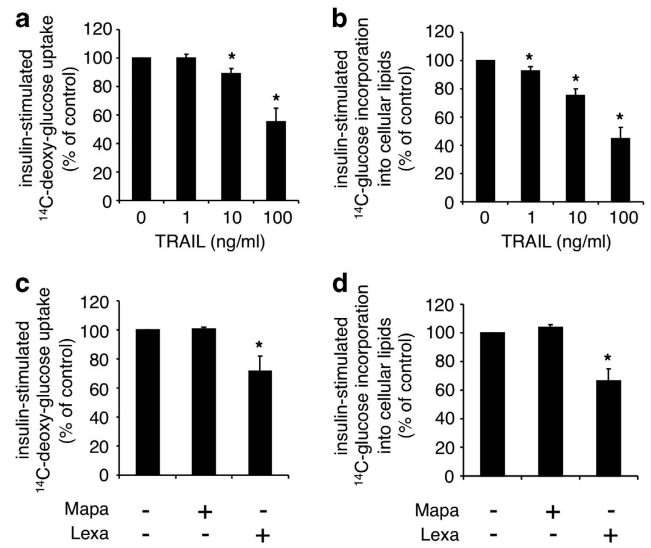 a
insulin-stimulated
¹⁴C-deoxy-glucose uptake
(% of control)
120
100
80
60
40
20
0
* *
0 1 10 100
TRAIL (ng/ml)
b
insulin-stimulated
¹⁴C-glucose incorporation
into cellular lipids
(% of control)
120
100
80
60
40
20
0
* * *
0 1 10 100
TRAIL (ng/ml)
c
insulin-stimulated
¹⁴C-deoxy-glucose uptake
(% of control)
120
100
80
60
40
20
0
*
Mapa - + -
Lexa - - +
d
insulin-stimulated
¹⁴C-glucose incorporation
into cellular lipids
(% of control)
120
100
80
60
40
20
0
*
Mapa - + -
Lexa - - +